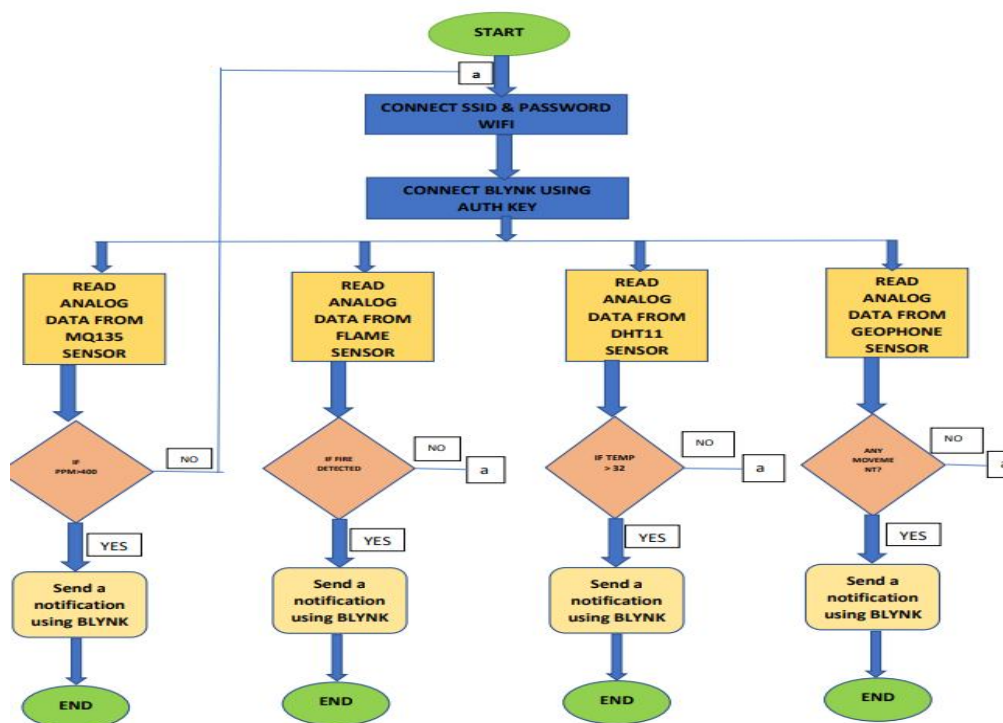 START
a
CONNECT SSID & PASSWORD
WIFI
CONNECT BLYNK USING
AUTH KEY
READ
ANALOG
DATA FROM
MQ135
SENSOR
READ
ANALOG
DATA FROM
FLAME
SENSOR
READ
ANALOG
DATA FROM
DHT11
SENSOR
READ
ANALOG
DATA FROM
GEOPHONE
SENSOR
IF
PPM>400
NO
IF FIRE
DETECTED
NO
a
IF TEMP
> 32
NO
a
ANY
MOVEME
NT?
NO
a
YES
YES
YES
YES
Send a
notification
using BLYNK
Send a
notification
using BLYNK
Send a
notification
using BLYNK
Send a
notification
using BLYNK
END
END
END
END